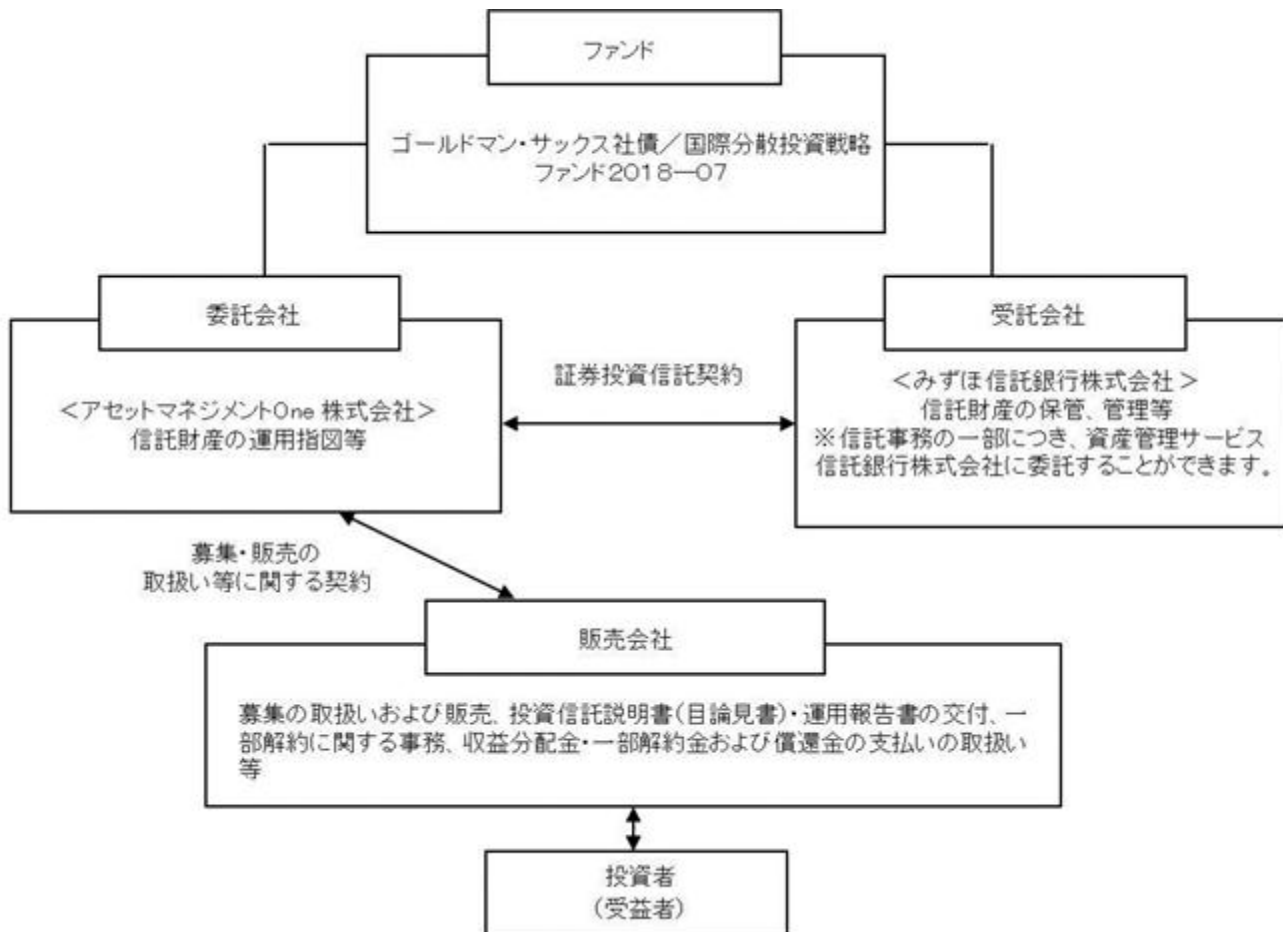 ファンド
ゴールドマン・サックス社債／国際分散投資戦略
ファンド２０１８―０７
委託会社
＜アセットマネジメントOne 株式会社＞
信託財産の運用指図等
証券投資信託契約
受託会社
＜みずほ信託銀行株式会社＞
信託財産の保管、管理等
※信託事務の一部につき、資産管理サービス
信託銀行株式会社に委託することができます。
募集・販売の
取扱い等に関する契約
販売会社
募集の取扱いおよび販売、投資信託説明書（目論見書）・運用報告書の交付、一
部解約に関する事務、収益分配金・一部解約金および償還金の支払いの取扱い
等
投資者
（受益者）